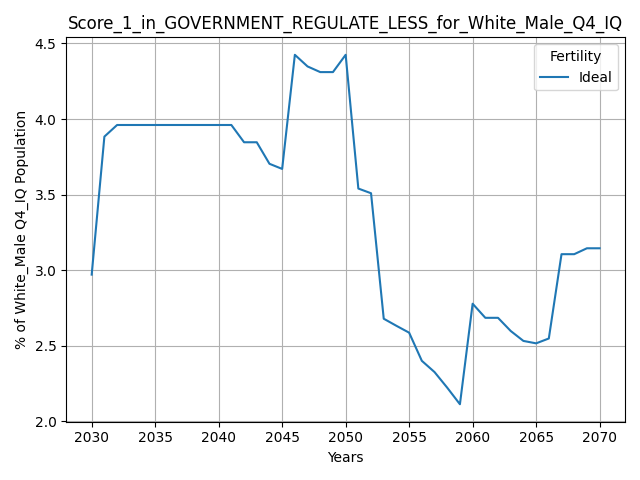 Score_1_in_GOVERNMENT_REGULATE_LESS_for_White_Male_Q4_IQ
4.5
4.0
3.5
3.0
2.5
2.0
% of White_Male Q4_IQ Population
Fertility
Ideal
2030 2035 2040 2045 2050 2055 2060 2065 2070
Years